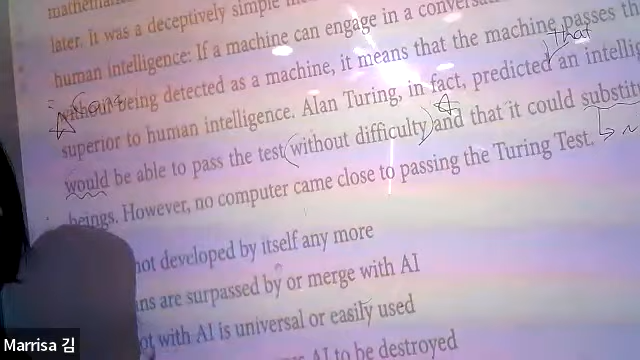 later. It was a deceptively simple
human intelligence: If a machine can engage in a
without being detected as a machine, it means that the machine passes
that
superior to human intelligence. Alan Turing, in fact, predicted an
would be able to pass the test (without difficulty) and that it could
beings. However, no computer came close to passing the Turing Test.
not developed by itself any more
are surpassed by or merge with AI
with AI is universal or easily used
AI to be destroyed
Marrisa 김